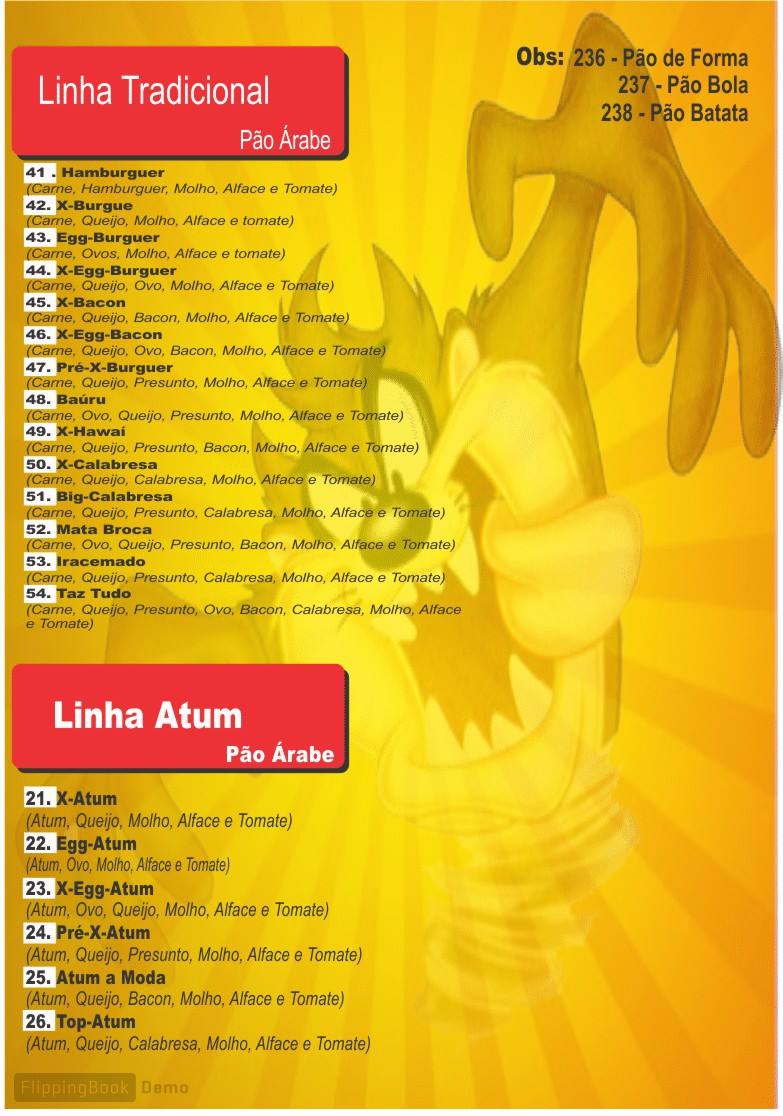 Linha Tradicional
Pão Árabe
Obs: 236 - Pão de Forma
237 - Pão Bola
238 - Pão Batata
41 . Hamburguer
(Carne, Hamburguer, Molho, Alface e Tomate)
42. X-Burgue
(Carne, Queijo, Molho, Alface e tomate)
43. Egg-Burguer
(Carne, Ovos, Molho, Alface e tomate)
44. X-Egg-Burguer
(Carne, Queijo, Ovo, Molho, Alface e Tomate)
45. X-Bacon
(Carne, Queijo, Bacon, Molho, Alface e Tomate)
46. X-Egg-Bacon
(Carne, Queijo, Ovo, Bacon, Molho, Alface e Tomate)
47. Pré-X-Burguer
(Carne, Queijo, Presunto, Molho, Alface e Tomate)
48. Baúru
(Carne, Ovo, Queijo, Presunto, Molho, Alface e Tomate)
49. X-Hawaí
(Carne, Queijo, Presunto, Bacon, Molho, Alface e Tomate)
50. X-Calabresa
(Carne, Queijo, Calabresa, Molho, Alface e Tomate)
51. Big-Calabresa
(Carne, Queijo, Presunto, Calabresa, Molho, Alface e Tomate)
52. Mata Broca
(Carne, Ovo, Queijo, Presunto, Bacon, Molho, Alface e Tomate)
53. Iracemado
(Carne, Queijo, Presunto, Calabresa, Molho, Alface e Tomate)
54. Taz Tudo
(Carne, Queijo, Presunto, Ovo, Bacon, Calabresa, Molho, Alface
e Tomate)
Linha Atum
Pão Árabe
21. X-Atum
(Atum, Queijo, Molho, Alface e Tomate)
22. Egg-Atum
(Atum, Ovo, Molho, Alface e Tomate)
23. X-Egg-Atum
(Atum, Ovo, Queijo, Molho, Alface e Tomate)
24. Pré-X-Atum
(Atum, Queijo, Presunto, Molho, Alface e Tomate)
25. Atum a Moda
(Atum, Queijo, Bacon, Molho, Alface e Tomate)
26. Top-Atum
(Atum, Queijo, Calabresa, Molho, Alface e Tomate)
FlippingBook Demo